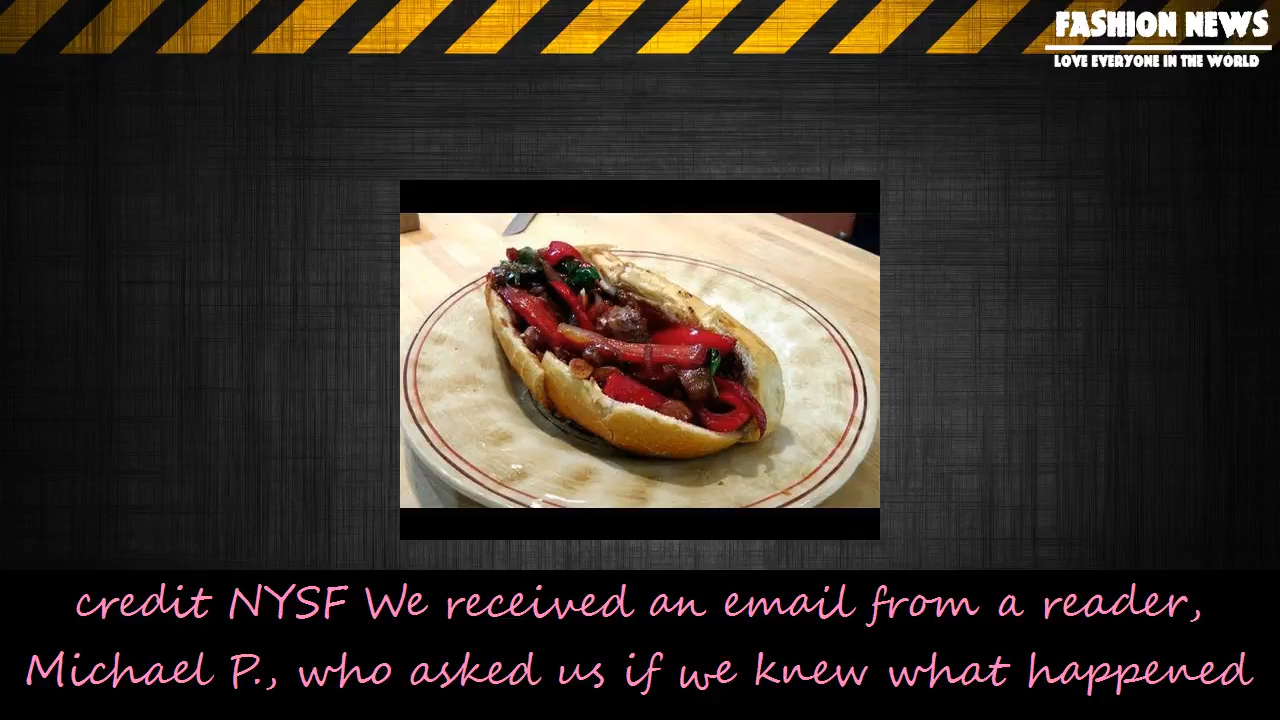 FASHION NEWS
LOVE EVERYONE IN THE WORLD
credit NYSF We received an email from a reader,
Michael P., who asked us if we knew what happened